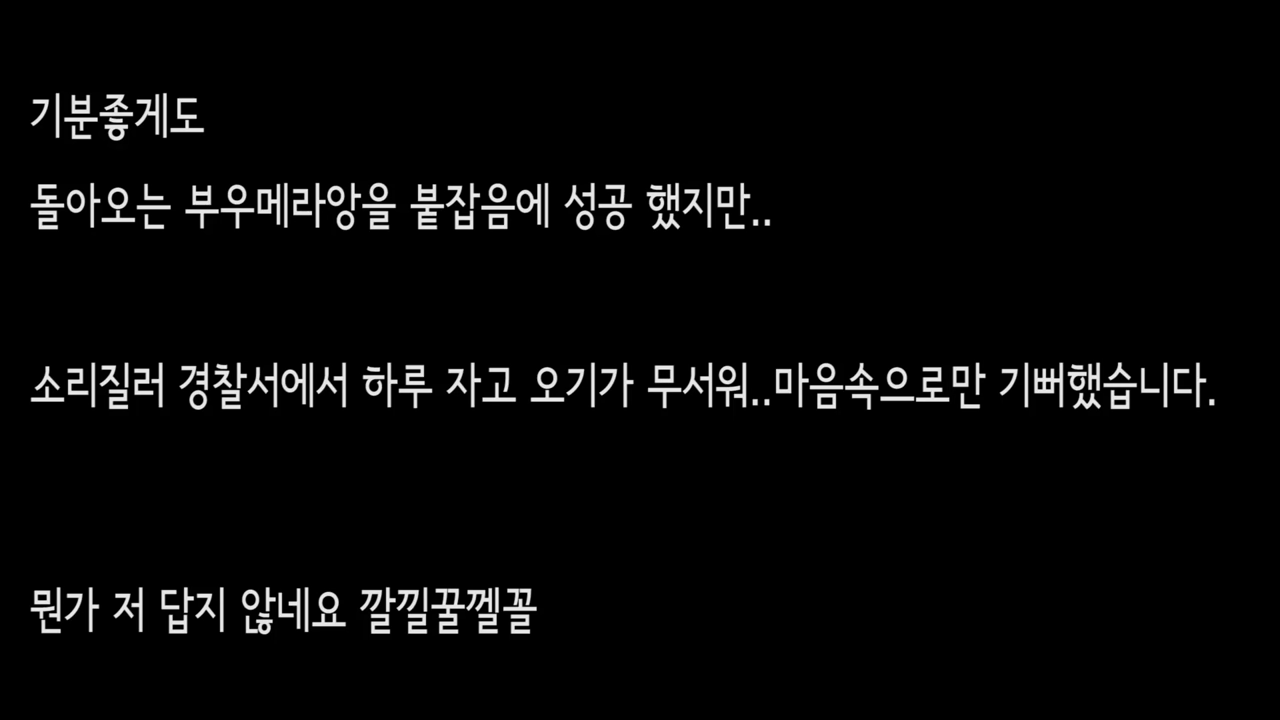 기분좋게도
돌아오는 부우메라앙을 붙잡음에 성공 했지만..
소리질러 경찰서에서 하루 자고 오기가 무서워..마음속으로만 기뻐했습니다.
뭔가 저 답지 않네요 깔낄꿀껠꼴